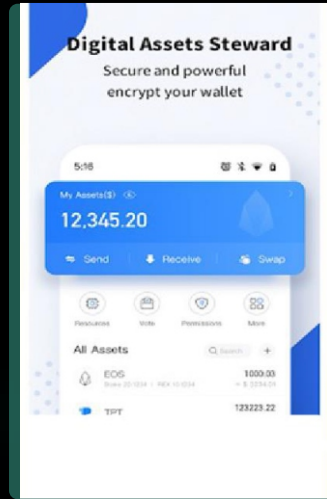 Digital Assets Steward
Secure and powerful
encrypt your wallet
5:16
My Assets($)
12,345.20
Send
Receive
Swap
Resources
Vote
Permissions
More
All Assets
Search
+
EOS
1000.03
TPT
123223.22